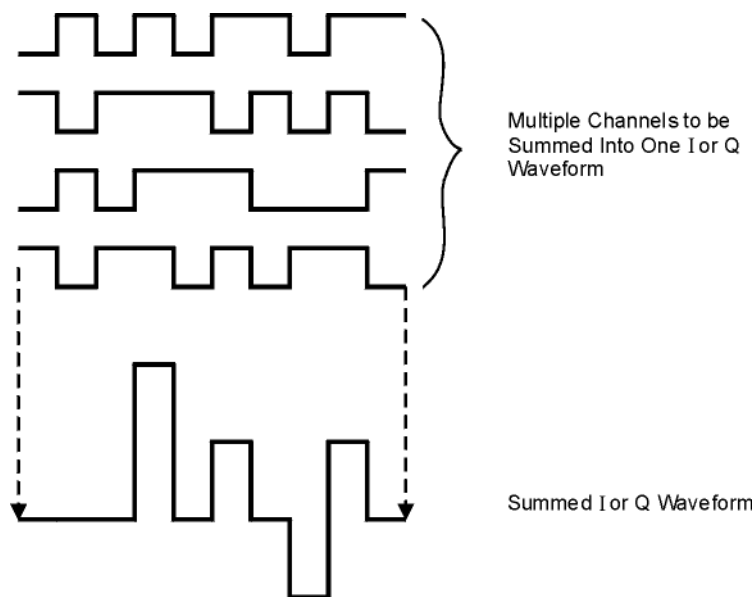 Multiple Channels to be
Summed Into One I or Q
Waveform
Summed I or Q Waveform